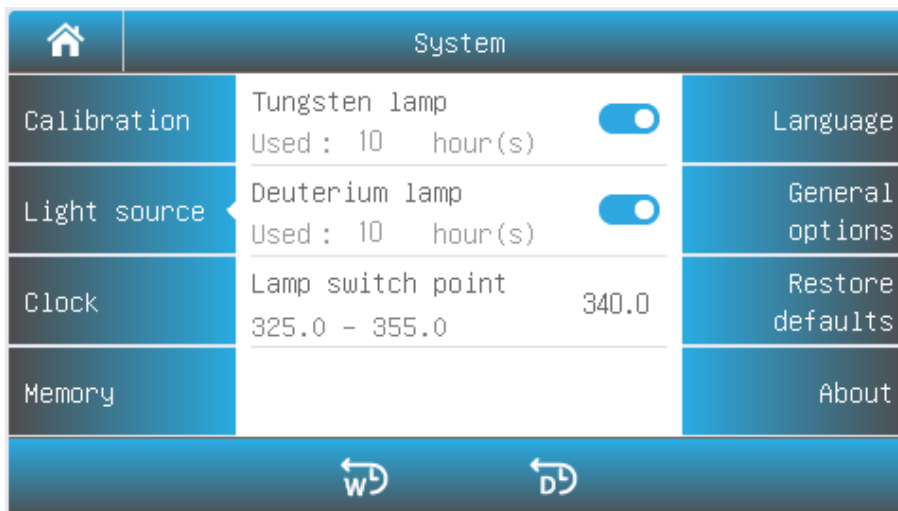 System
Calibration
Light source
Clock
Memory
Tungsten lamp
Used : 10 hour(s)
Deuterium lamp
Used : 10 hour(s)
Lamp switch point
340.0
325.0 - 355.0
Language
General
options
Restore
defaults
About
W
D